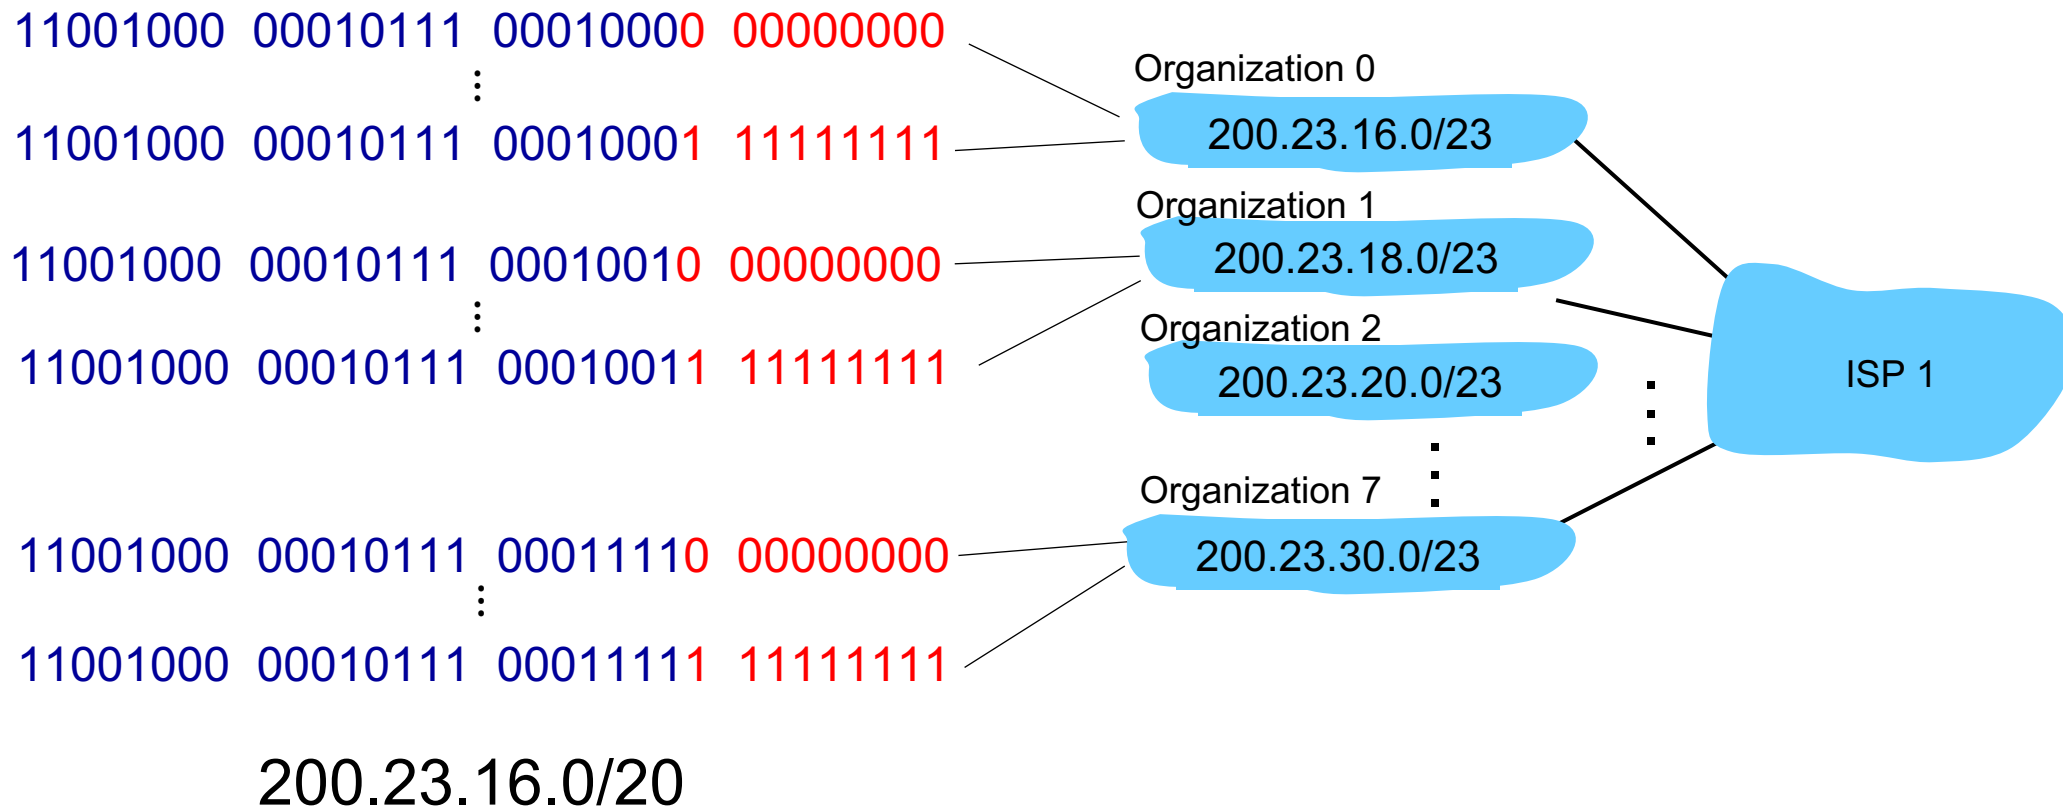 11001000 00010111 00010000 00000000
11001000 00010111 00010001 11111111
11001000 00010111 00010010 00000000
11001000 00010111 00010011 11111111
11001000 00010111 00011110 00000000
11001000 00010111 00011111 11111111
200.23.16.0/20
Organization 0
200.23.16.0/23
Organization 1
200.23.18.0/23
Organization 2
200.23.20.0/23
Organization 7
200.23.30.0/23
ISP 1